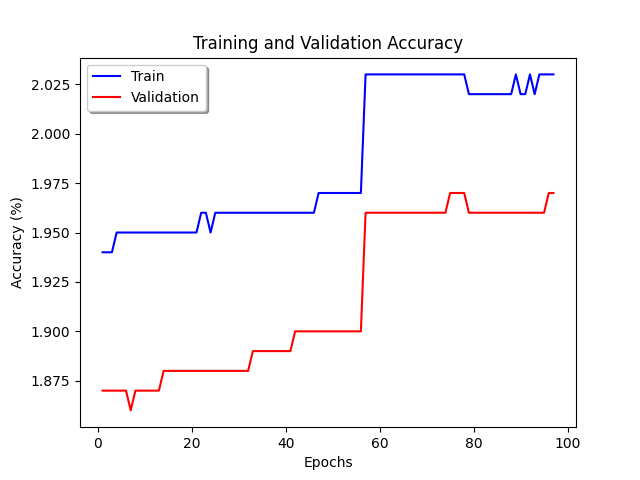 Training and Validation Accuracy
Train
Validation
2.025
2.000
1.975
1.950
1.925
1.900
1.875
Accuracy (%)
0 20 40 60 80 100
Epochs